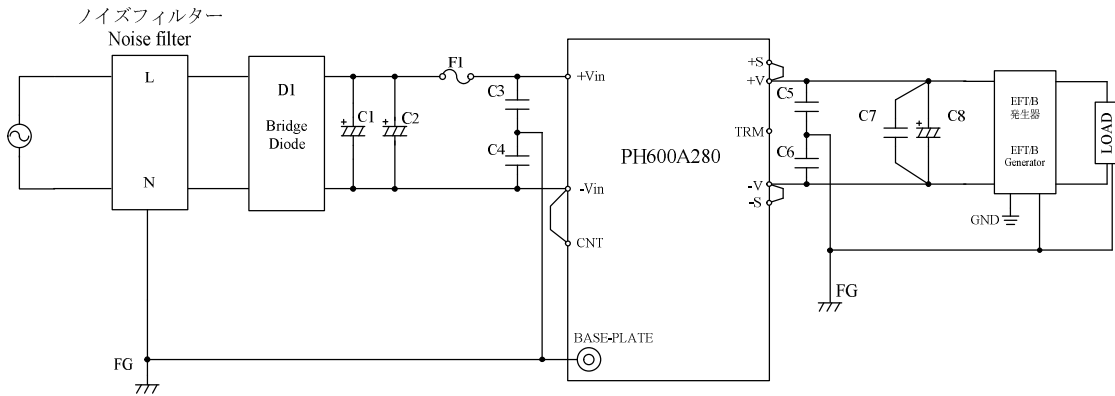 ノイズフィルター
Noise filter
L
N
D1
Bridge
Diode
C1
C2
F1
C3
C4
+Vin
-Vin
CNT
BASE-PLATE
FG
PH600A280
+S
+V
TRM
-V
-S
C5
C6
C7
C8
EFT/B
発生器
EFT/B
Generator
LOAD
GND
FG